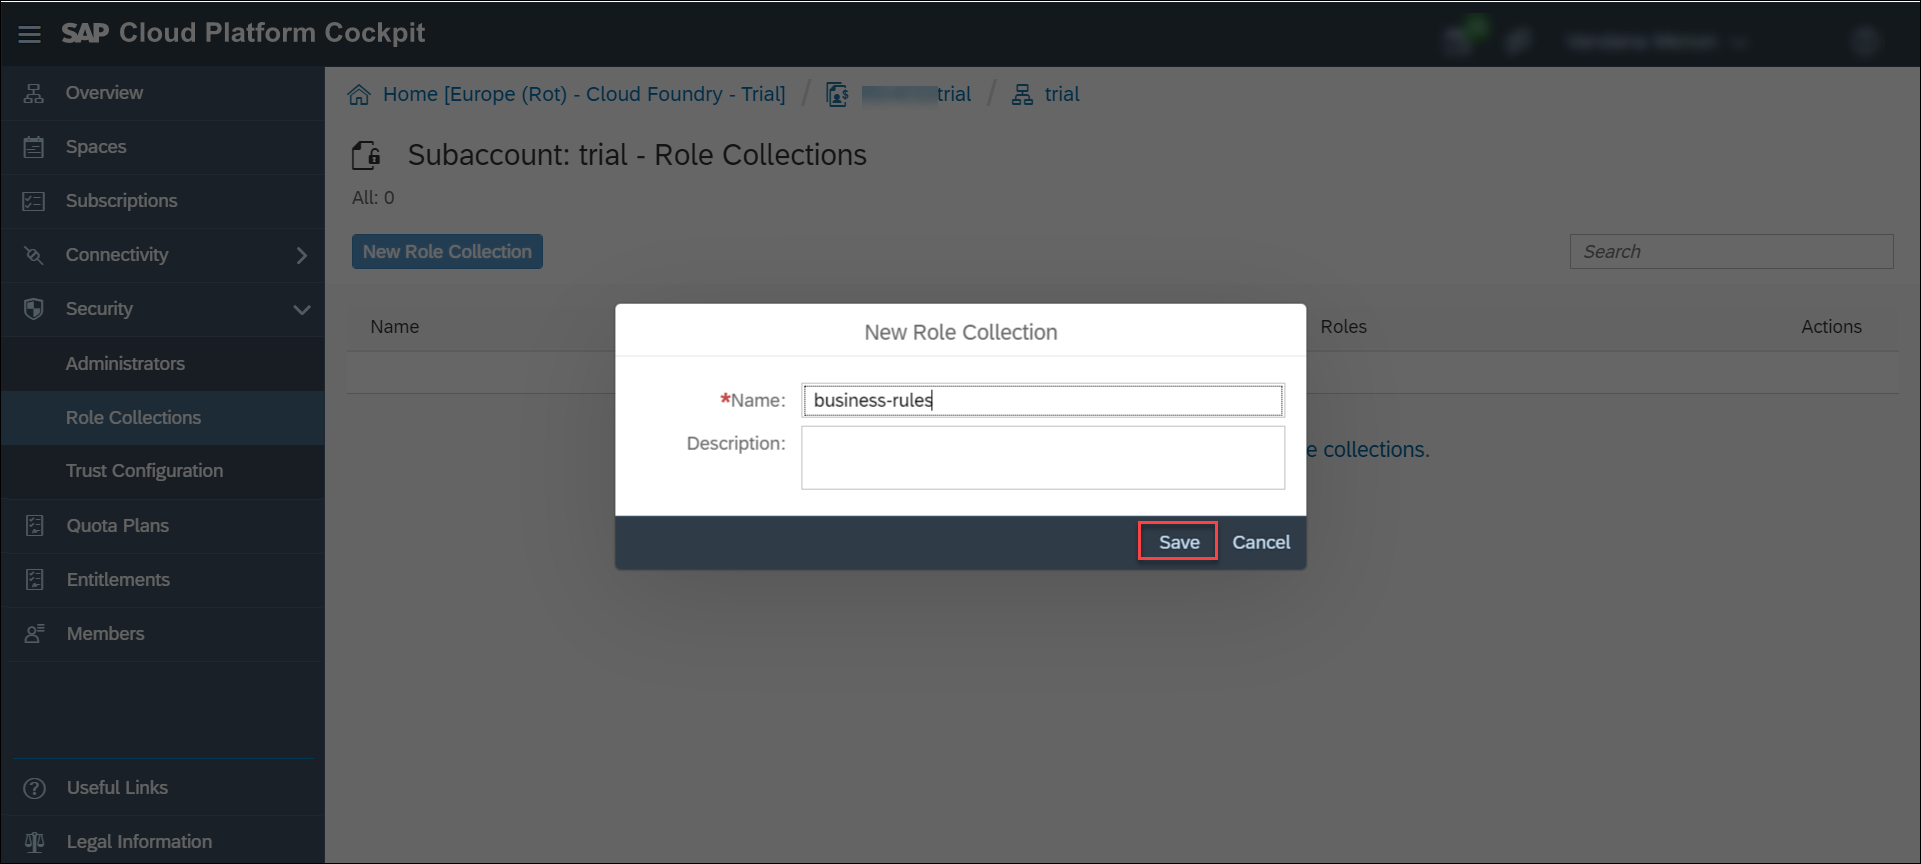 SAP Cloud Platform Cockpit
Overview
Spaces
Subscriptions
Connectivity
Security
Administrators
Role Collections
Trust Configuration
Quota Plans
Entitlements
Members
Useful Links
Legal Information
Home [Europe (Rot) - Cloud Foundry - Trial] / trial / trial
Subaccount: trial - Role Collections
All: 0
New Role Collection
Search
Name
Roles
Actions
e collections.
New Role Collection
*Name: business-rules
Description:
Save Cancel